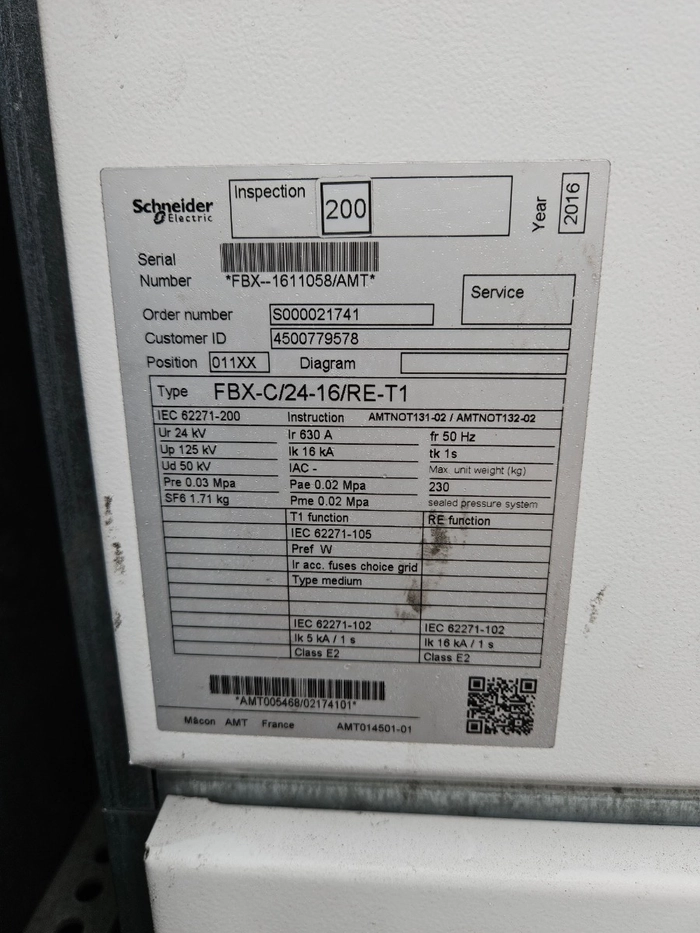 Schneider
Electric
Inspection
200
Year
2016
Serial
Number
*FBX--1611058/AMT*
Service
Order number
S000021741
Customer ID
4500779578
Position
011XX
Diagram
Type
FBX-C/24-16/RE-T1
IEC 62271-200
Instruction
AMTNOT131-02 / AMTNOT132-02
Ur 24 kV
Ir 630 A
fr 50 Hz
Up 125 kV
Ik 16 kA
tk 1s
Ud 50 kV
IAC -
Max. unit weight (kg)
Pre 0.03 Mpa
Pae 0.02 Mpa
230
SF6 1.71 kg
Pme 0.02 Mpa
sealed pressure system
T1 function
RE function
IEC 62271-105
Pref W
Ir acc. fuses choice grid
Type medium
IEC 62271-102
IEC 62271-102
Ik 5 kA / 1 s
Ik 16 kA / 1 s
Class E2
Class E2
*AMT005468/02174101*
Mâcon AMT France
AMT014501-01